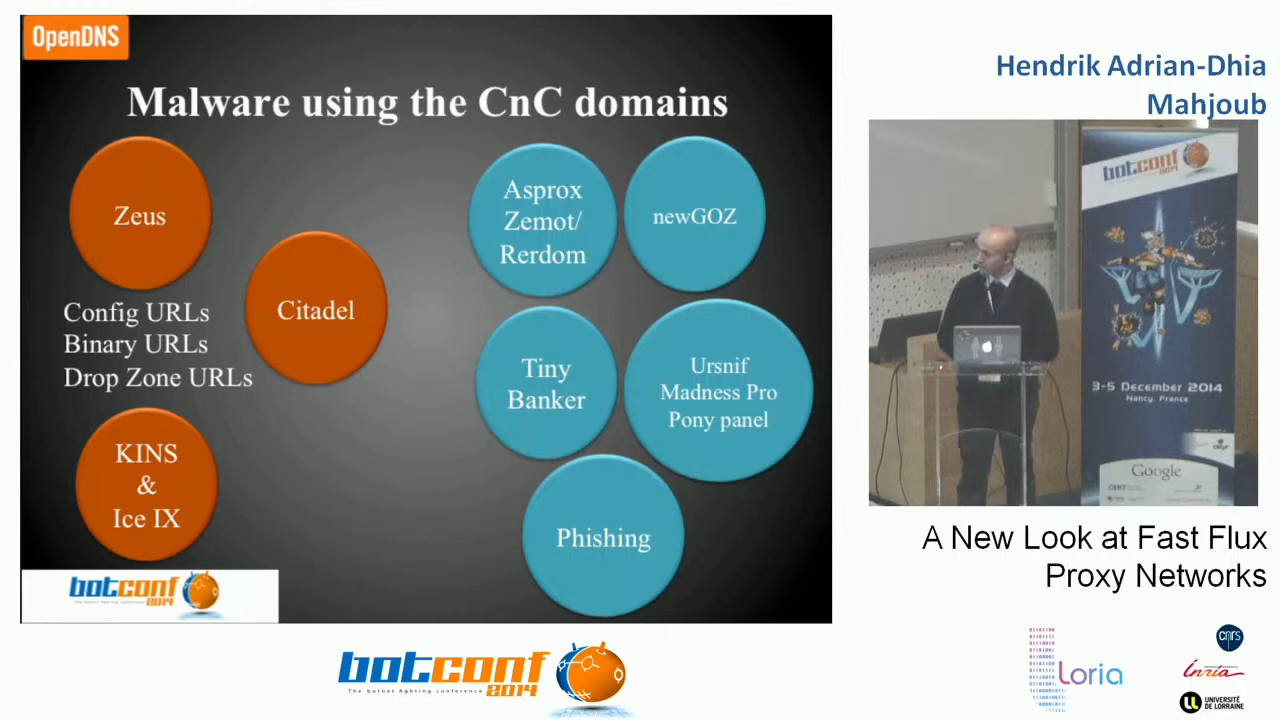 OpenDNS
Malware using the CnC domains
Zeus
Config URLs
Binary URLs
Drop Zone URLs
Citadel
KINS
&
Ice IX
Asprox
Zemot/
Rerdom
newGOZ
Tiny
Banker
Ursnif
Madness Pro
Pony panel
Phishing
botconf
2014
Hendrik Adrian-Dhia
Mahjoub
botconf
2014
3-5 December 2014
Nancy, France
Google
A New Look at Fast Flux
Proxy Networks
botconf
The botnet fighting conference 2014
Loria
cnrs
Inria
UNIVERSITÉ
DE LORRAINE